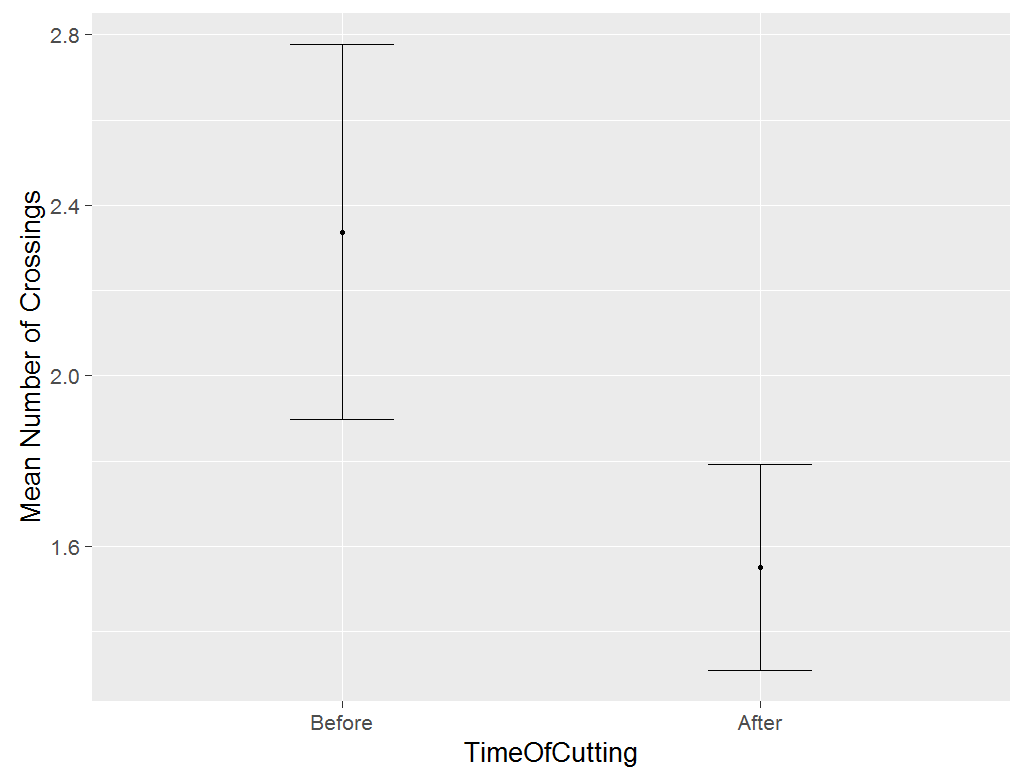 Mean Number of Crossings
2.8
2.4
2.0
1.6
Before
After
TimeOfCutting